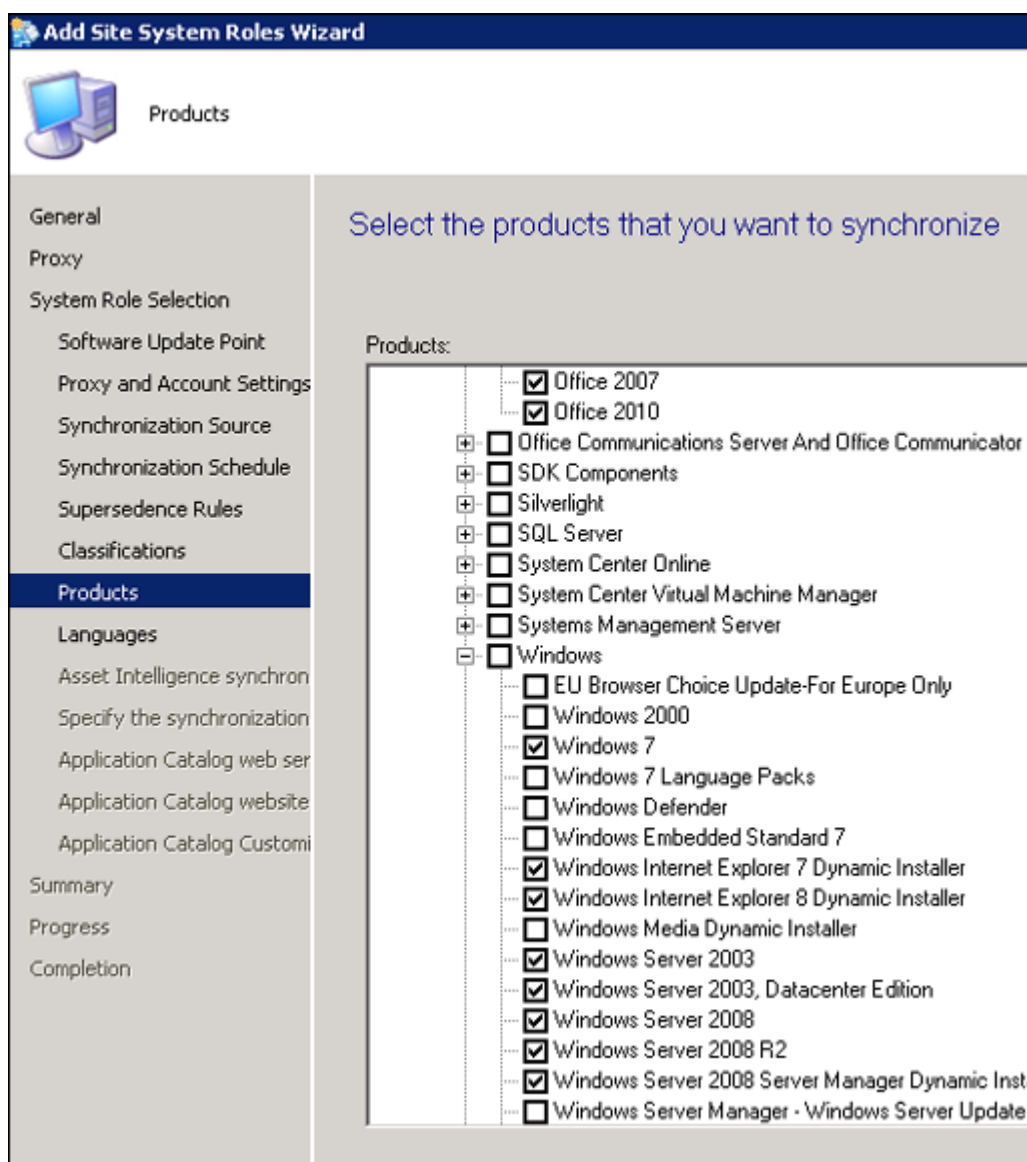 Add Site System Roles Wizard
Products
General
Proxy
System Role Selection
Software Update Point
Proxy and Account Settings
Synchronization Source
Synchronization Schedule
Supersedence Rules
Classifications
Products
Languages
Asset Intelligence synchron
Specify the synchronization
Application Catalog web ser
Application Catalog website
Application Catalog Customi
Summary
Progress
Completion
Select the products that you want to synchronize
Products:
Office 2007
Office 2010
Office Communications Server And Office Communicator
SDK Components
Silverlight
SQL Server
System Center Online
System Center Virtual Machine Manager
Systems Management Server
Windows
EU Browser Choice Update-For Europe Only
Windows 2000
Windows 7
Windows 7 Language Packs
Windows Defender
Windows Embedded Standard 7
Windows Internet Explorer 7 Dynamic Installer
Windows Internet Explorer 8 Dynamic Installer
Windows Media Dynamic Installer
Windows Server 2003
Windows Server 2003, Datacenter Edition
Windows Server 2008
Windows Server 2008 R2
Windows Server 2008 Server Manager Dynamic Inst
Windows Server Manager - Windows Server Update